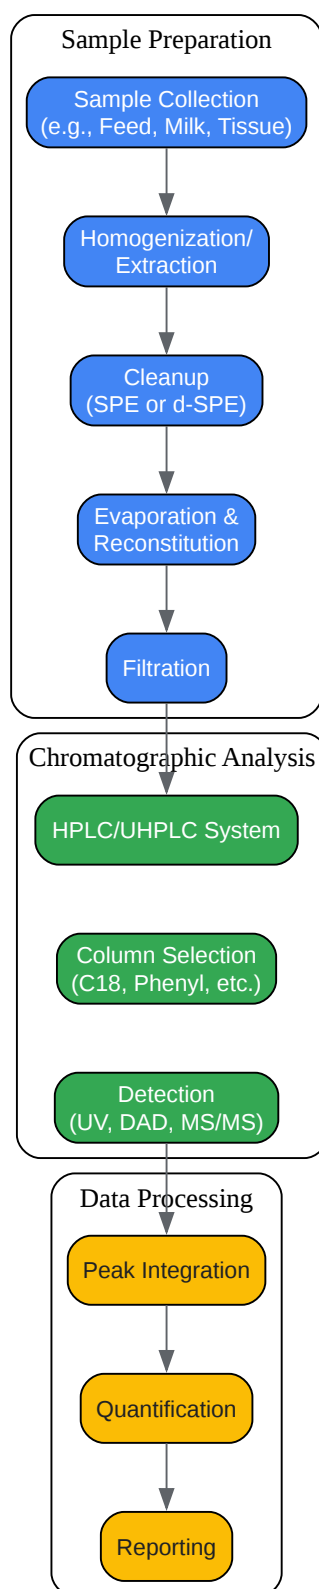 Sample Preparation
Sample Collection
(e.g., Feed, Milk, Tissue)
Homogenization/
Extraction
Cleanup
(SPE or d-SPE)
Evaporation &
Reconstitution
Filtration
Chromatographic Analysis
HPLC/UHPLC System
Column Selection
(C18, Phenyl, etc.)
Detection
(UV, DAD, MS/MS)
Data Processing
Peak Integration
Quantification
Reporting